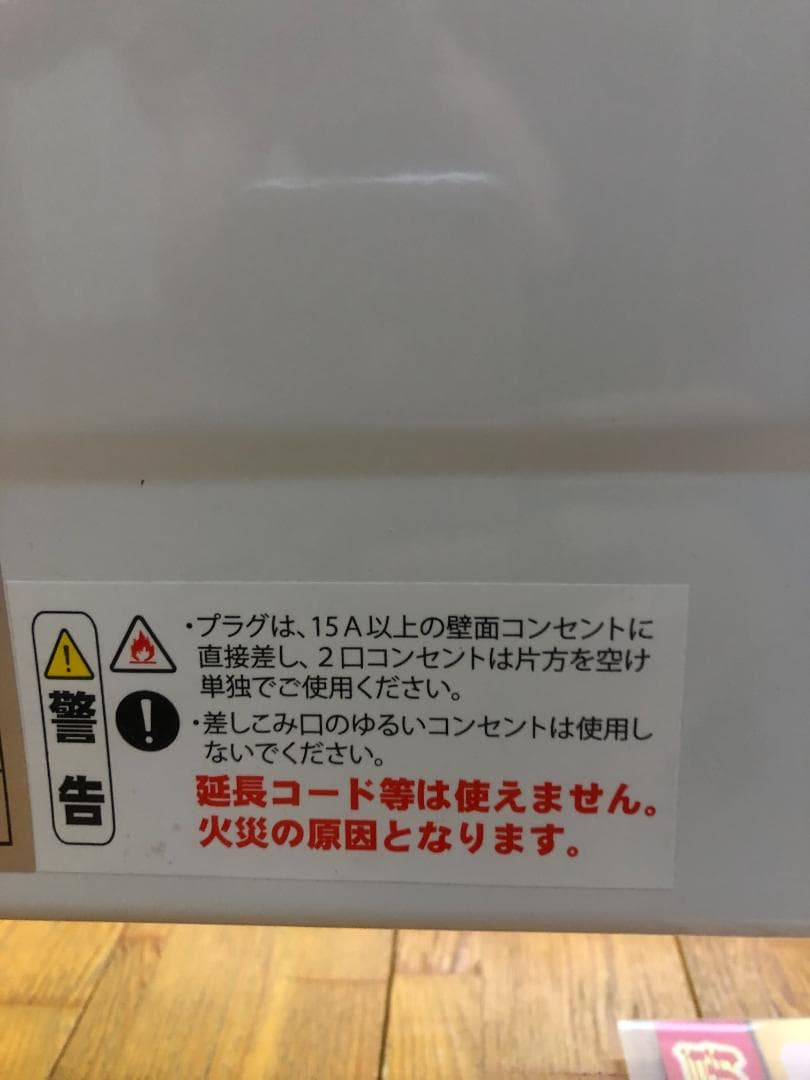 警告
・プラグは、15A以上の壁面コンセントに
直接差し、2口コンセントは片方を空け
単独でご使用ください。
・差しこみ口のゆるいコンセントは使用し
ないでください。
延長コード等は使えません。
火災の原因となります。